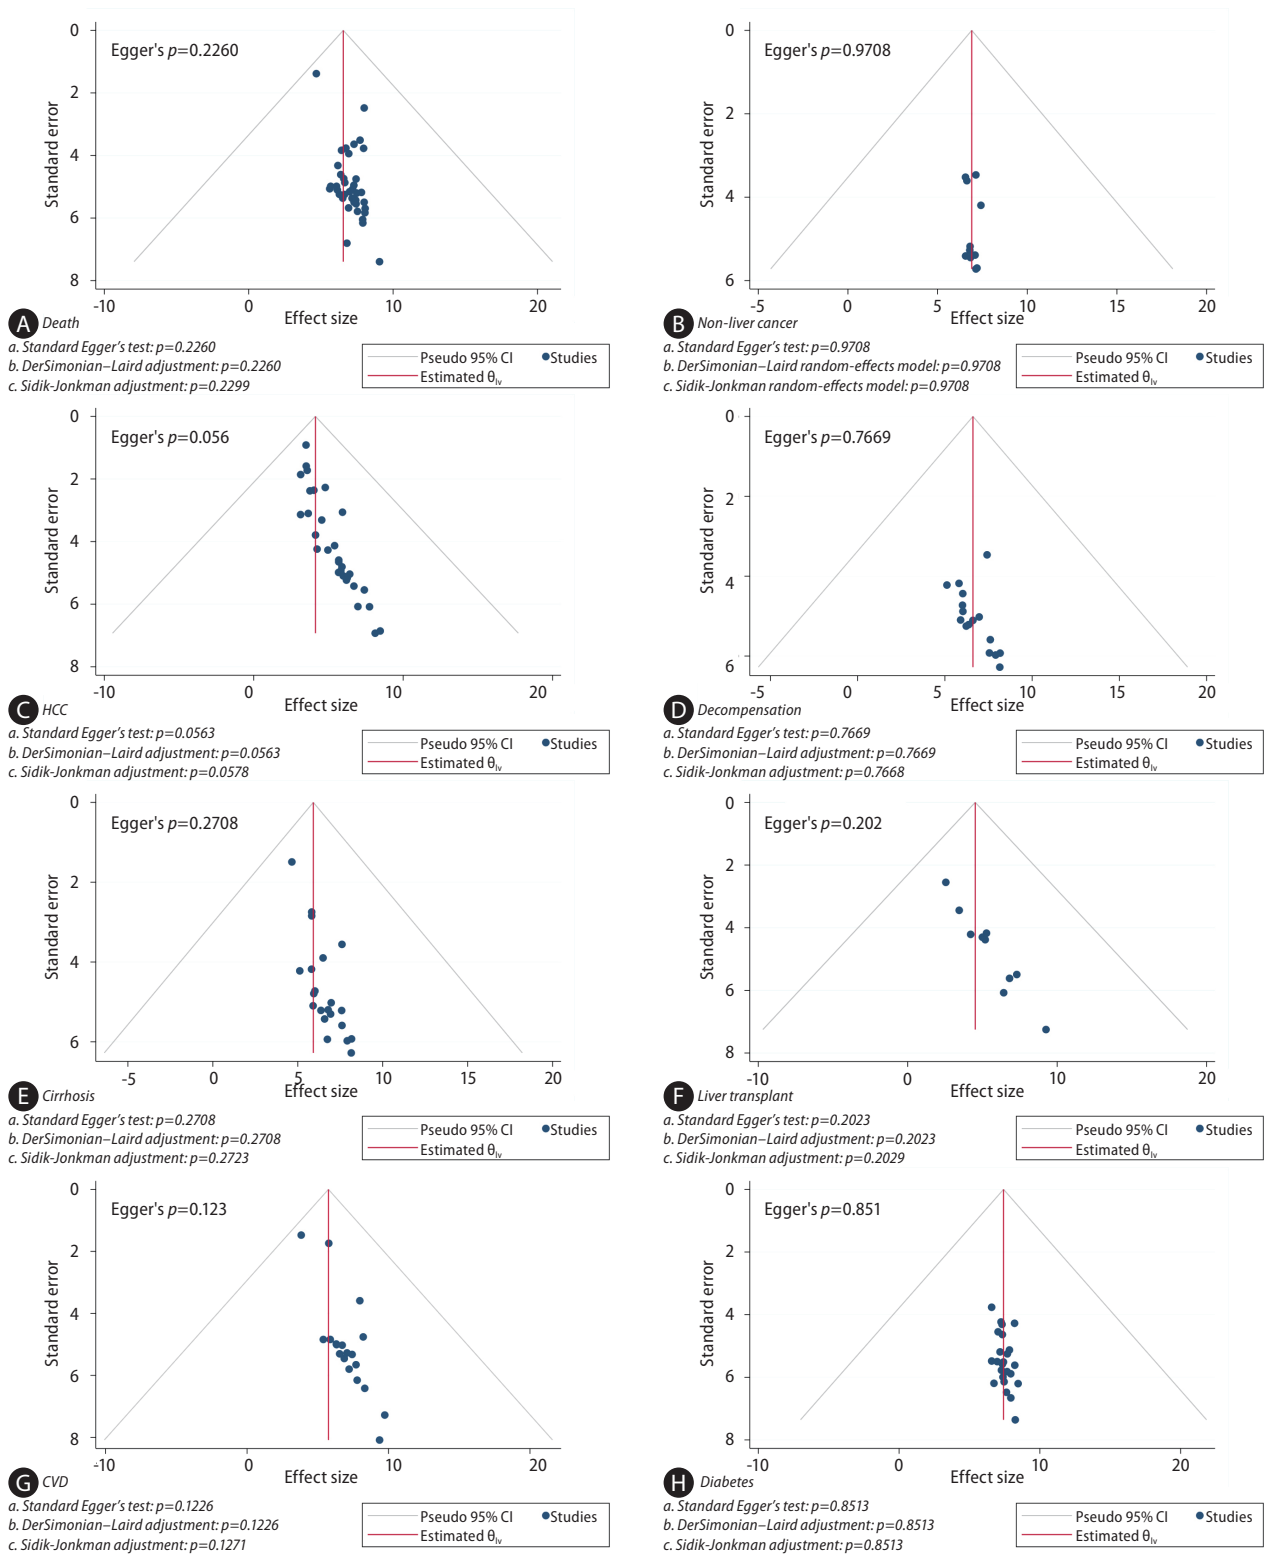 Egger's p=0.2260
Standard error
0
2
4
6
8
-10
0
10
20
Effect size
A Death
a. Standard Egger's test: p=0.2260
b. DerSimonian–Laird adjustment: p=0.2260
c. Sidik-Jonkman adjustment: p=0.2299
Pseudo 95% CI
Studies
Estimated θIv
Egger's p=0.9708
Standard error
0
2
4
6
-5
0
5
10
15
20
Effect size
B Non-liver cancer
a. Standard Egger's test: p=0.9708
b. DerSimonian–Laird random-effects model: p=0.9708
c. Sidik-Jonkman random-effects model: p=0.9708
Pseudo 95% CI
Studies
Estimated θIv
Egger's p=0.056
Standard error
0
2
4
6
8
-10
0
10
20
Effect size
C HCC
a. Standard Egger's test: p=0.0563
b. DerSimonian–Laird adjustment: p=0.0563
c. Sidik-Jonkman adjustment: p=0.0578
Pseudo 95% CI
Studies
Estimated θIv
Egger's p=0.7669
Standard error
0
2
4
6
-5
0
5
10
15
20
Effect size
D Decompensation
a. Standard Egger's test: p=0.7669
b. DerSimonian–Laird adjustment: p=0.7669
c. Sidik-Jonkman adjustment: p=0.7668
Pseudo 95% CI
Studies
Estimated θIv
Egger's p=0.2708
Standard error
0
2
4
6
-5
0
5
10
15
20
Effect size
E Cirrhosis
a. Standard Egger's test: p=0.2708
b. DerSimonian–Laird adjustment: p=0.2708
c. Sidik-Jonkman adjustment: p=0.2723
Pseudo 95% CI
Studies
Estimated θIv
Egger's p=0.202
Standard error
0
2
4
6
8
-10
0
10
20
Effect size
F Liver transplant
a. Standard Egger's test: p=0.2023
b. DerSimonian–Laird adjustment: p=0.2023
c. Sidik-Jonkman adjustment: p=0.2029
Pseudo 95% CI
Studies
Estimated θIv
Egger's p=0.123
Standard error
0
2
4
6
8
-10
0
10
20
Effect size
G CVD
a. Standard Egger's test: p=0.1226
b. DerSimonian–Laird adjustment: p=0.1226
c. Sidik-Jonkman adjustment: p=0.1271
Pseudo 95% CI
Studies
Estimated θIv
Egger's p=0.851
Standard error
0
2
4
6
8
-10
0
10
20
Effect size
H Diabetes
a. Standard Egger's test: p=0.8513
b. DerSimonian–Laird adjustment: p=0.8513
c. Sidik-Jonkman adjustment: p=0.8513
Pseudo 95% CI
Studies
Estimated θIv